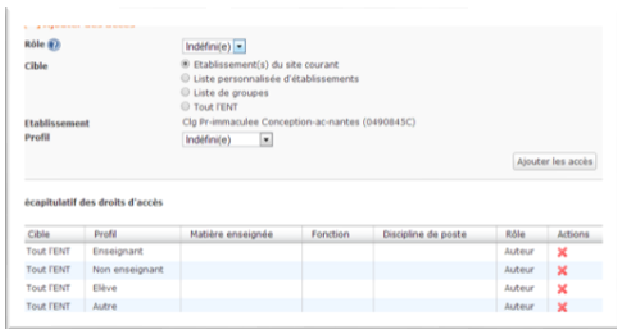 Rôle
Indéfini(e)
Cible
Etablissement(s) du site courant
Liste personnalisée d'établissements
Liste de groupes
Tout l'ENT
Etablissement
Clg Pr-immaculee Conception-ac-nantes (0490845C)
Profil
Indéfini(e)
Ajouter les accès
écapitulatif des droits d'accès
Cible Profil Matière enseignée Fonction Discipline de poste Rôle Actions
Tout l'ENT Enseignant Auteur
Tout l'ENT Non enseignant Auteur
Tout l'ENT Elève Auteur
Tout l'ENT Autre Auteur